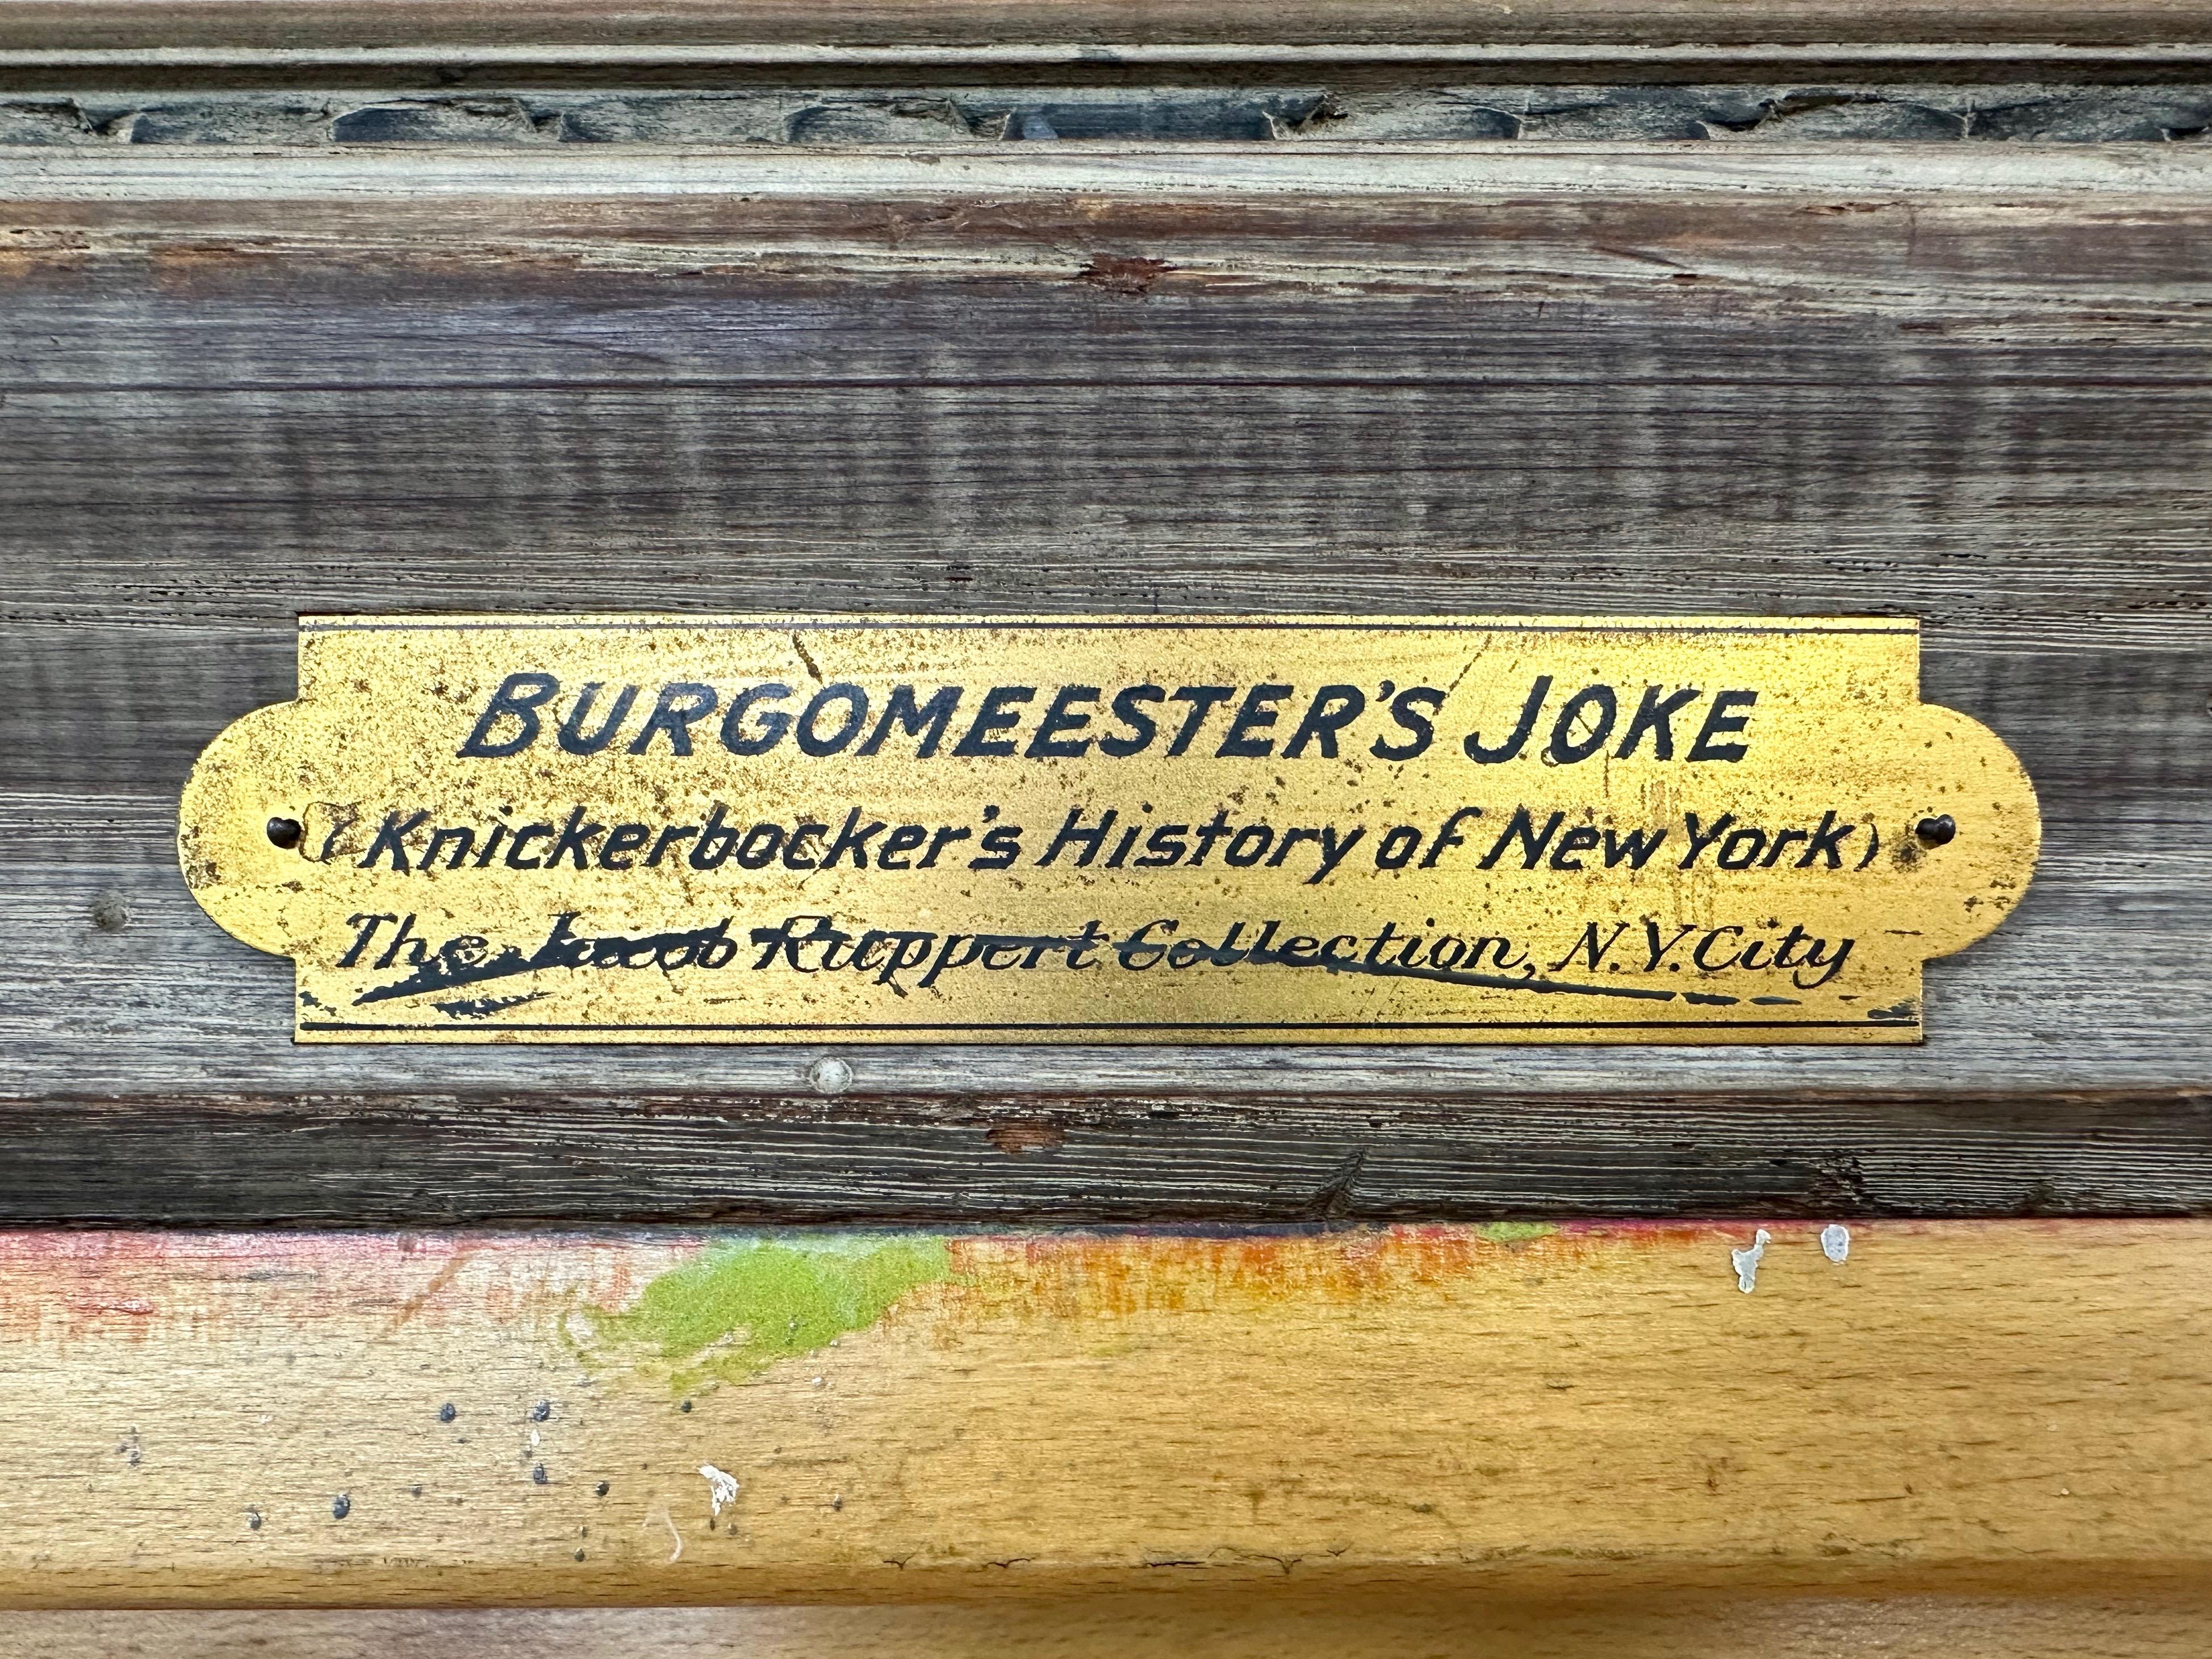 BURGOMEESTER'S JOKE
(Knickerbocker's History of New York)
The Jacob Ruppert Collection, N.Y. City